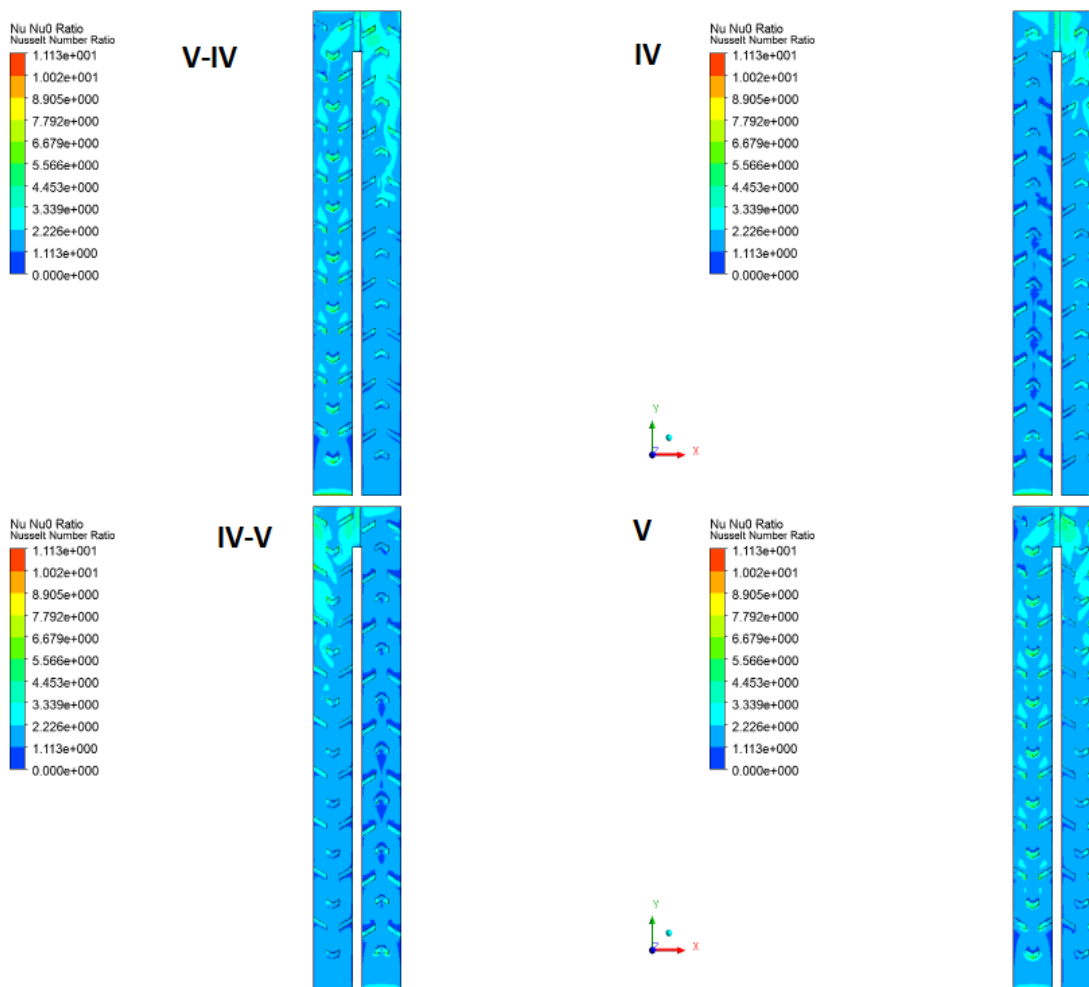 Nu Nu0 Ratio
Nusselt Number Ratio
1.113e+001
1.002e+001
8.905e+000
7.792e+000
6.679e+000
5.566e+000
4.453e+000
3.339e+000
2.226e+000
1.113e+000
0.000e+000
V-IV
Nu Nu0 Ratio
Nusselt Number Ratio
1.113e+001
1.002e+001
8.905e+000
7.792e+000
6.679e+000
5.566e+000
4.453e+000
3.339e+000
2.226e+000
1.113e+000
0.000e+000
IV
Y
Z
X
Nu Nu0 Ratio
Nusselt Number Ratio
1.113e+001
1.002e+001
8.905e+000
7.792e+000
6.679e+000
5.566e+000
4.453e+000
3.339e+000
2.226e+000
1.113e+000
0.000e+000
IV-V
Nu Nu0 Ratio
Nusselt Number Ratio
1.113e+001
1.002e+001
8.905e+000
7.792e+000
6.679e+000
5.566e+000
4.453e+000
3.339e+000
2.226e+000
1.113e+000
0.000e+000
V
Y
Z
X